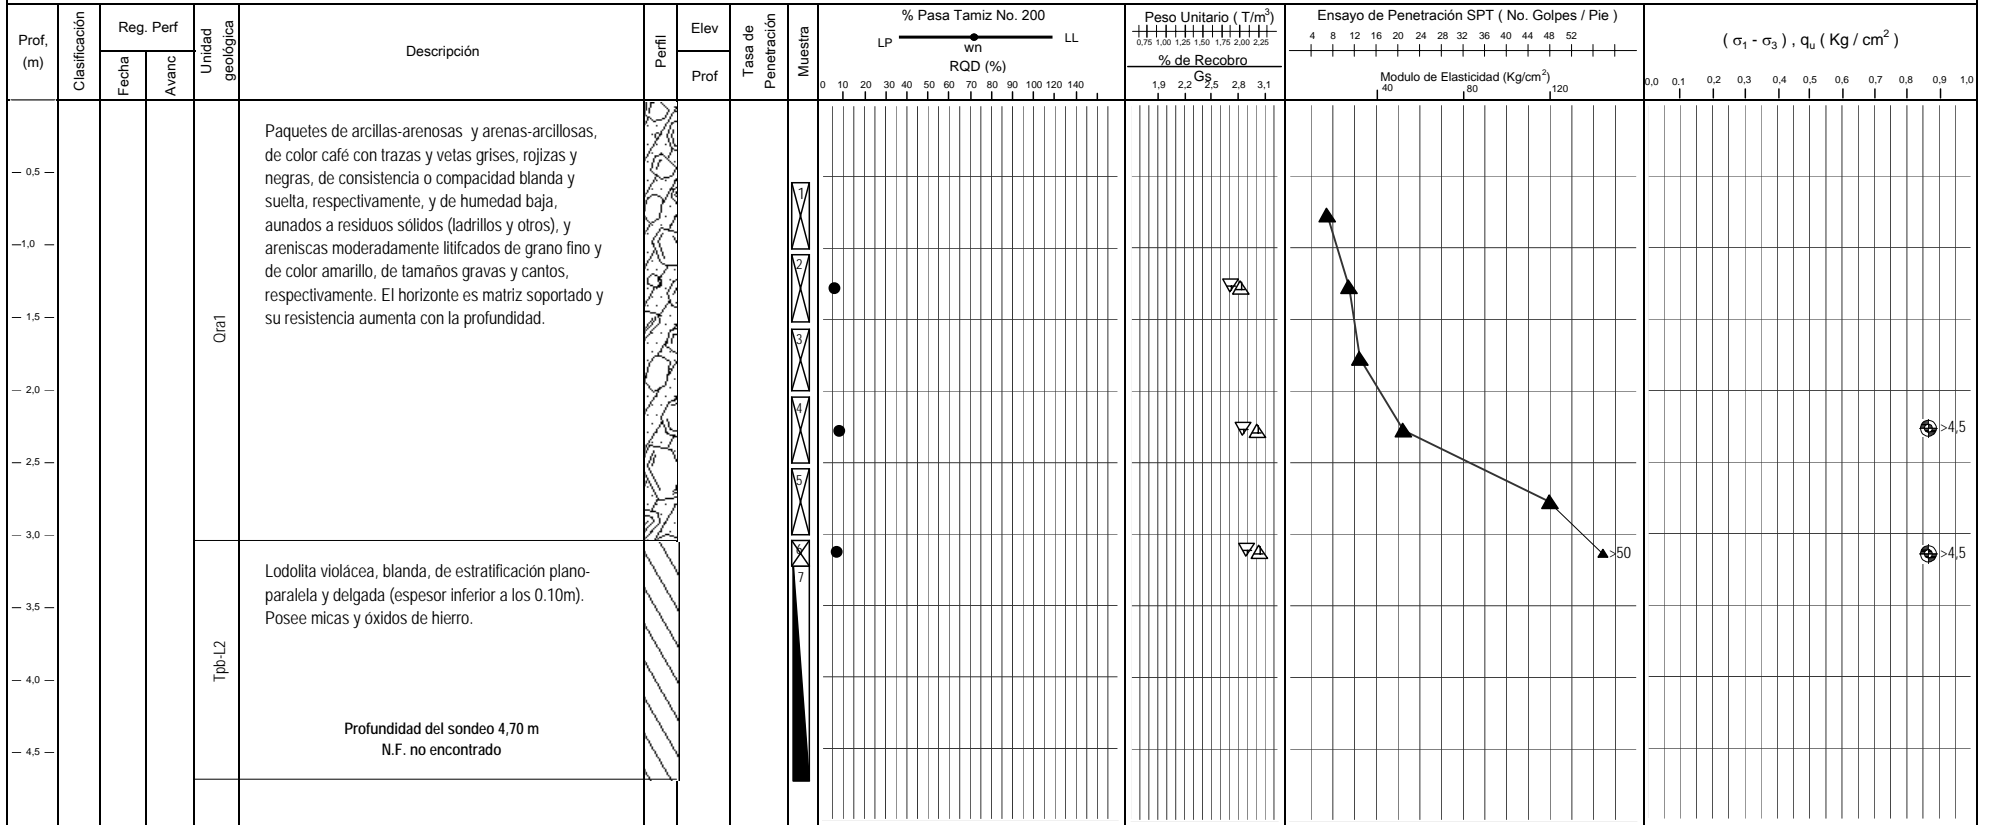 Prof,
(m)
Clasificación
Reg. Perf
Fecha
Avanc
Unidad
geológica
Descripción
Perfil
Elev
Prof
Tasa de
Penetración
Muestra
% Pasa Tamiz No. 200
LP
LL
wn
RQD (%)
0 10 20 30 40 50 60 70 80 90 100 120 140
Peso Unitario ( T/m3)
0,75 1,00 1,25 1,50 1,75 2,00 2,25
% de Recobro
Gs
1,9 2,2 2,5 2,8 3,1
Ensayo de Penetración SPT ( No. Golpes / Pie )
4 8 12 16 20 24 28 32 36 40 44 48 52
Modulo de Elasticidad (Kg/cm2)
40 80 120
( σ1 - σ3 ) , qu ( Kg / cm2 )
0,0 0,1 0,2 0,3 0,4 0,5 0,6 0,7 0,8 0,9 1,0
0,5
1,0
1,5
2,0
2,5
3,0
3,5
4,0
4,5
Qra1
Paquetes de arcillas-arenosas y arenas-arcillosas,
de color café con trazas y vetas grises, rojizas y
negras, de consistencia o compacidad blanda y
suelta, respectivamente, y de humedad baja,
aunados a residuos sólidos (ladrillos y otros), y
areniscas moderadamente litifcados de grano fino y
de color amarillo, de tamaños gravas y cantos,
respectivamente. El horizonte es matriz soportado y
su resistencia aumenta con la profundidad.
Tpb-L2
Lodolita violácea, blanda, de estratificación plano-
paralela y delgada (espesor inferior a los 0.10m).
Posee micas y óxidos de hierro.
Profundidad del sondeo 4,70 m
N.F. no encontrado
1
2
3
4
5
6
7
>50
>4,5
>4,5